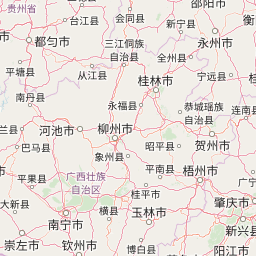 贵州省
台江县
会同县
新宁县
邵阳市
都匀市
三江侗族
自治县
永州市
平塘县
从江县
全州县
桂林市
宁远县
南丹县
永福县
恭城瑶族
自治县
连南县
河池市
柳州市
巴马县
昭平县
贺州市
象州县
平果县
广西壮族
自治区
平南县
梧州市
大新县
桂平市
肇庆市
南宁市
横县
玉林市
新兴县
崇左市
钦州市
博白县
阳江市